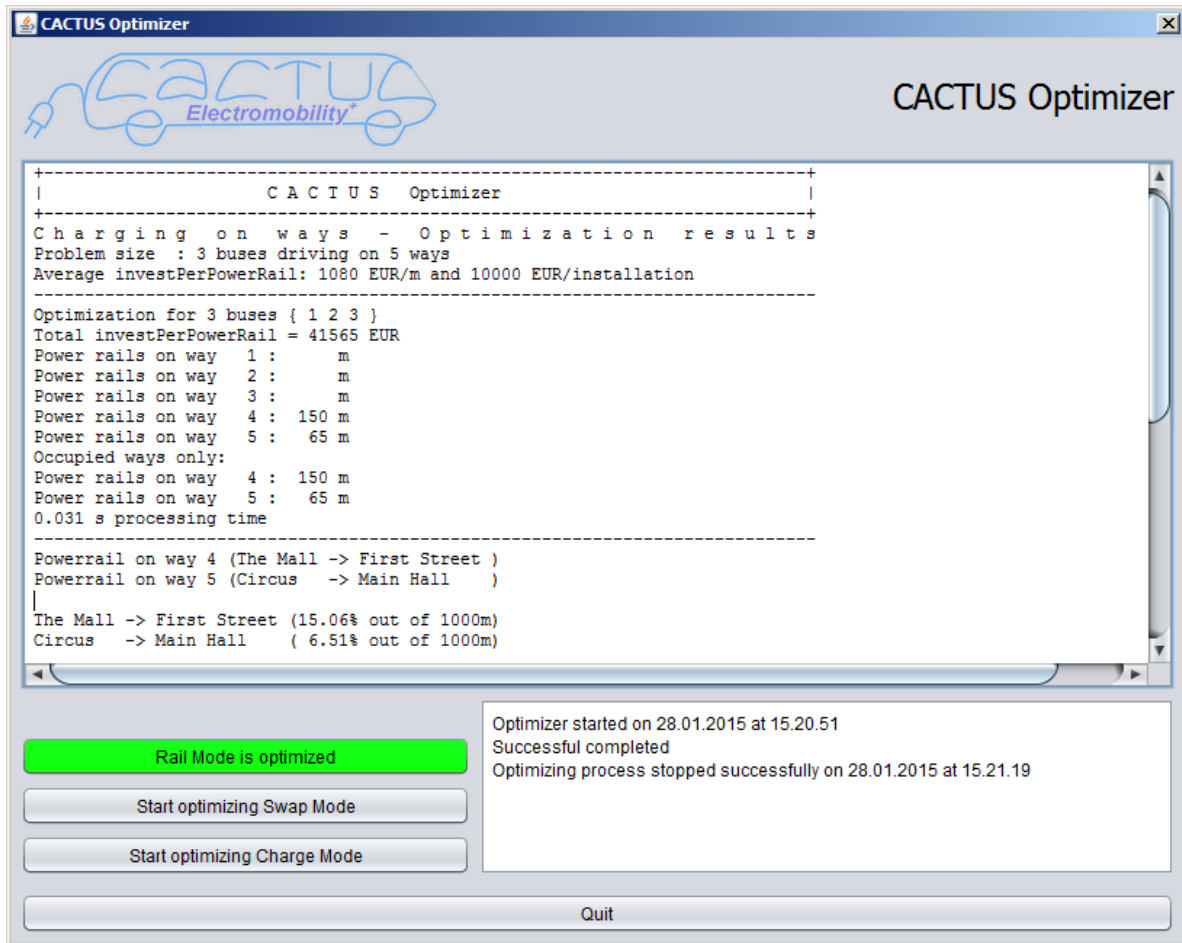 CACTUS Optimizer
CACTUS
Electromobility+
CACTUS Optimizer
+---------------------------------------------------------------------------+
|                      C A C T U S   Optimizer                              |
+---------------------------------------------------------------------------+
C h a r g i n g   o n   w a y s  -  O p t i m i z a t i o n   r e s u l t s
Problem size  : 3 buses driving on 5 ways
Average investPerPowerRail: 1080 EUR/m and 10000 EUR/installation
-----------------------------------------------------------------------------
Optimization for 3 buses { 1 2 3 }
Total investPerPowerRail = 41565 EUR
Power rails on way   1 :      m
Power rails on way   2 :      m
Power rails on way   3 :      m
Power rails on way   4 :  150 m
Power rails on way   5 :   65 m
Occupied ways only:
Power rails on way   4 :  150 m
Power rails on way   5 :   65 m
0.031 s processing time
-----------------------------------------------------------------------------
Powerrail on way 4 (The Mall -> First Street )
Powerrail on way 5 (Circus   -> Main Hall    )
The Mall -> First Street (15.06% out of 1000m)
Circus   -> Main Hall    ( 6.51% out of 1000m)
Rail Mode is optimized
Start optimizing Swap Mode
Start optimizing Charge Mode
Optimizer started on 28.01.2015 at 15.20.51
Successful completed
Optimizing process stopped successfully on 28.01.2015 at 15.21.19
Quit